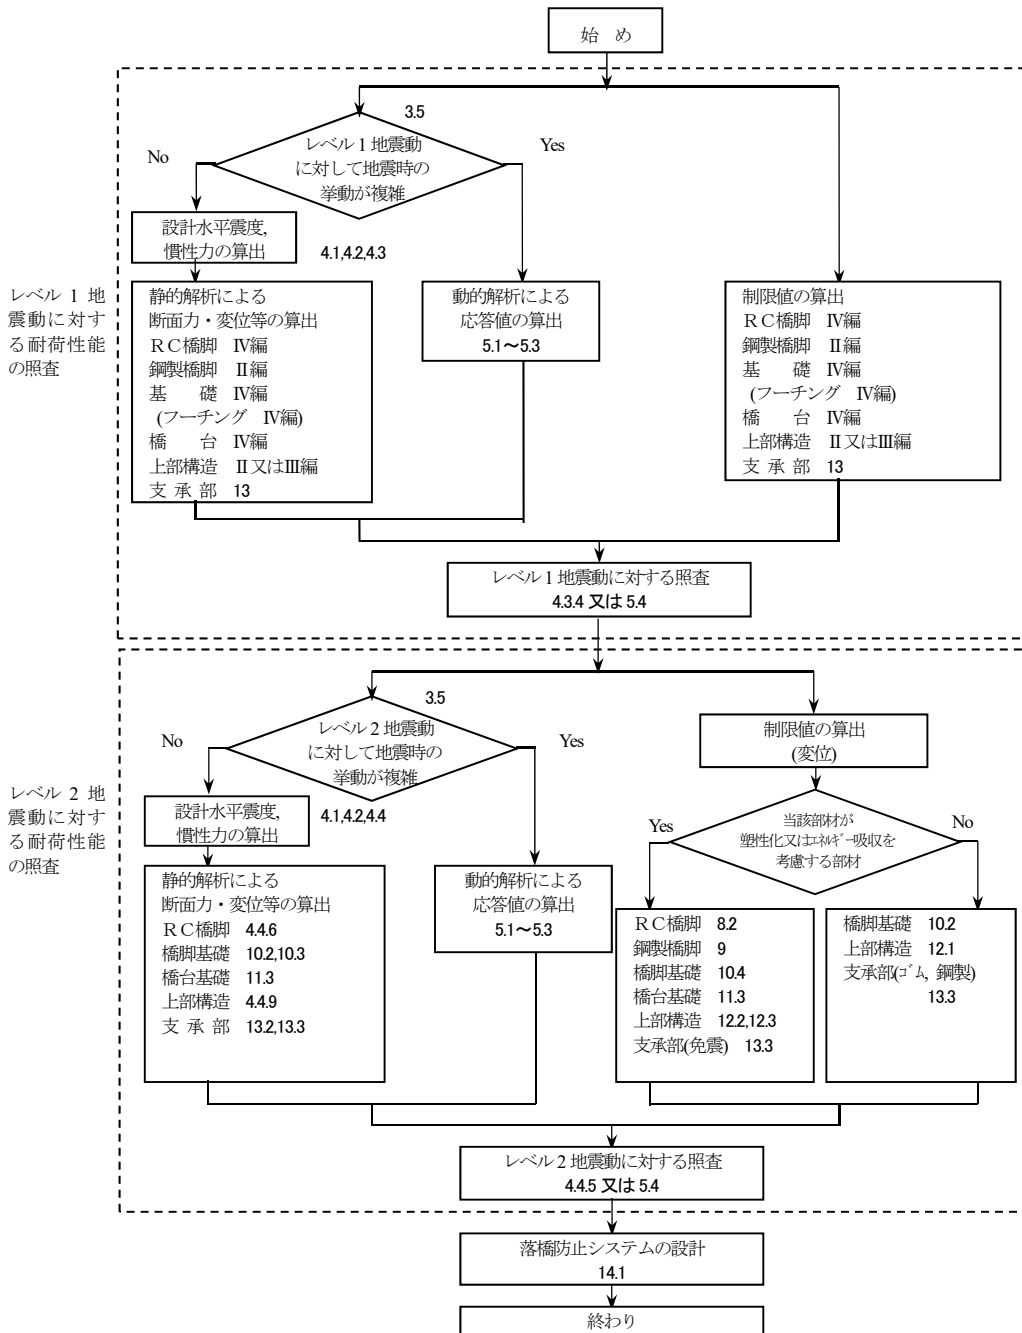 始　め
3.5
レベル 1 地震動
に対して地震時の
挙動が複雑
No
Yes
設計水平震度,
慣性力の算出
4.1,4.2,4.3
レベル 1 地
震動に対す
る耐荷性能
の照査
静的解析による
断面力・変位等の算出
ＲＣ橋脚　Ⅳ編
鋼製橋脚　Ⅱ編
基　　礎　Ⅳ編
(フーチング　Ⅳ編)
橋　　台　Ⅳ編
上部構造　Ⅱ又はⅢ編
支 承 部　13
動的解析による
応答値の算出
5.1～5.3
制限値の算出
ＲＣ橋脚　Ⅳ編
鋼製橋脚　Ⅱ編
基　　礎　Ⅳ編
(フーチング　Ⅳ編)
橋　　台　Ⅳ編
上部構造　Ⅱ又はⅢ編
支 承 部　13
レベル 1 地震動に対する照査
4.3.4 又は 5.4
3.5
レベル 2 地震動
に対して地震時の
挙動が複雑
No
Yes
設計水平震度,
慣性力の算出
4.1,4.2,4.4
レベル 2 地
震動に対す
る耐荷性能
の照査
静的解析による
断面力・変位等の算出
ＲＣ橋脚　4.4.6
橋脚基礎　10.2,10.3
橋台基礎　11.3
上部構造　4.4.9
支 承 部　13.2,13.3
動的解析による
応答値の算出
5.1～5.3
制限値の算出
(変位)
当該部材が
塑性化又はｴﾈﾙｷﾞｰ吸収を
考慮する部材
Yes
No
ＲＣ橋脚　8.2
鋼製橋脚　9
橋脚基礎　10.4
橋台基礎　11.3
上部構造　12.2,12.3
支承部(免震)　13.3
橋脚基礎　10.2
上部構造　12.1
支承部(ｺﾞﾑ, 鋼製)
13.3
レベル 2 地震動に対する照査
4.4.5 又は 5.4
落橋防止システムの設計
14.1
終わり